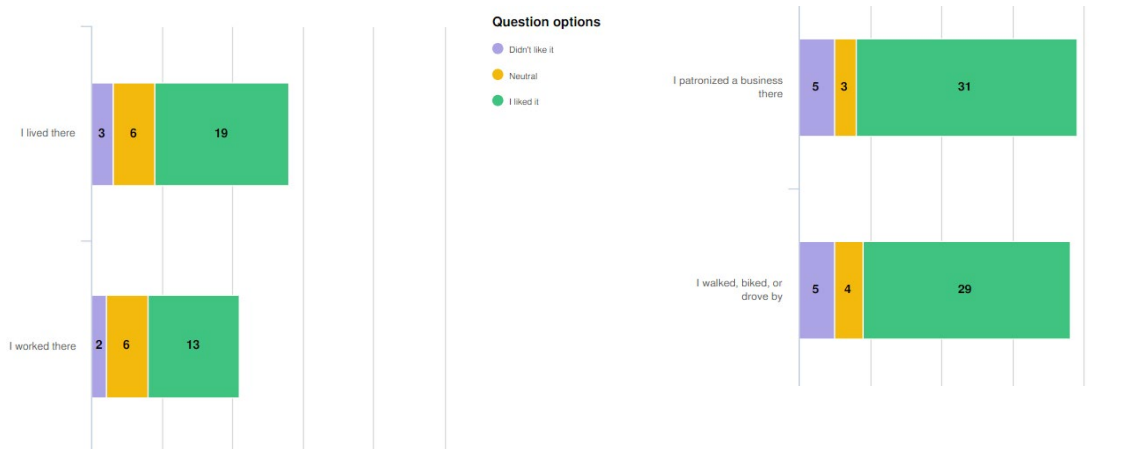 I lived there
3 6 19
I worked there
2 6 13
Question options
Didn't like it
Neutral
I liked it
I patronized a business
there
5 3 31
I walked, biked, or
drove by
5 4 29